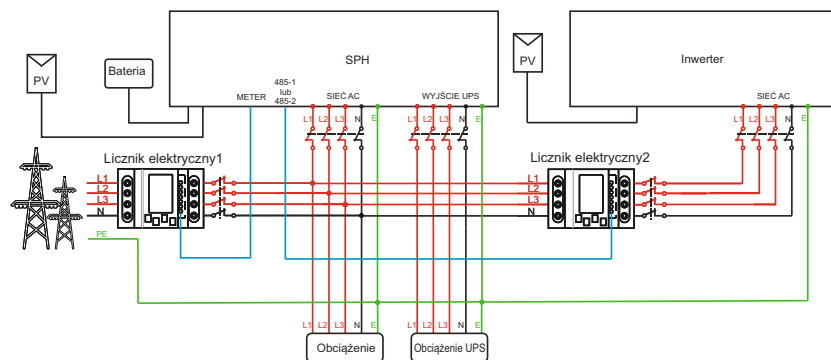 SPH
Inwerter
PV
Bateria
PV
METER
485-1
lub
485-2
SIEĆ AC
WYJŚCIE UPS
SIEĆ AC
L1 L2 L3 N E
L1 L2 L3 N E
L1 L2 L3 N E
Licznik elektryczny1
Licznik elektryczny2
L1
L2
L3
N
PE
L1
L2
L3
N
L1 L2 L3 N E
L1 L2 L3 N E
Obciążenie
Obciążenie UPS